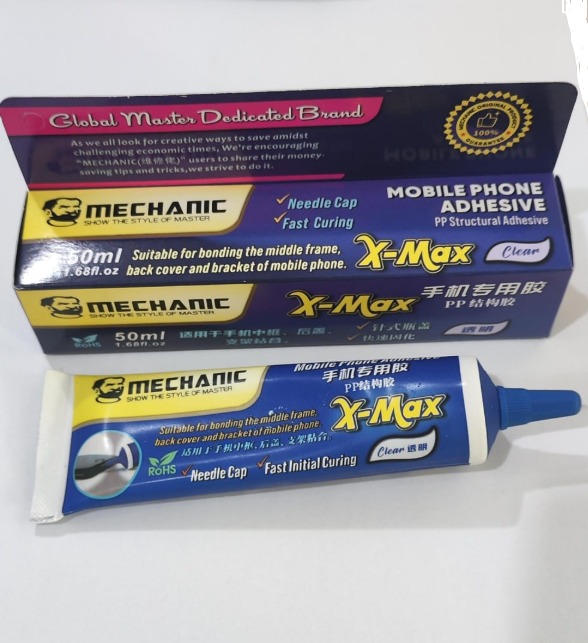 Global Master Dedicated Brand
As we all look for creative ways to save amidst
challenging economic times, We're encouraging
"MECHANIC(维修佬)" users to share their money-
saving tips and tricks, we strive to do it.
MECHANIC ORIGINAL PRODUCT
100%
GUARANTEE
MECHANIC
SHOW THE STYLE OF MASTER
✓Needle Cap
✓Fast Curing
MOBILE PHONE
ADHESIVE
PP Structural Adhesive
50ml
1.68fl.oz
Suitable for bonding the middle frame,
back cover and bracket of mobile phone.
X-Max
Clear
MECHANIC
SHOW THE STYLE OF MASTER
X-Max
手机专用胶
PP 结构胶
RoHS
50ml
1.68fl.oz
适用于手机中框、后盖、
支架粘合。
✓针式瓶盖
✓快速固化
透明
MECHANIC
SHOW THE STYLE OF MASTER
Mobile Phone Adhesive
手机专用胶
PP结构胶
X-Max
Suitable for bonding the middle frame,
back cover and bracket of mobile phone
适用于手机中框、后盖、支架粘合。
RoHS
✓Needle Cap ✓Fast Initial Curing
Clear 透明